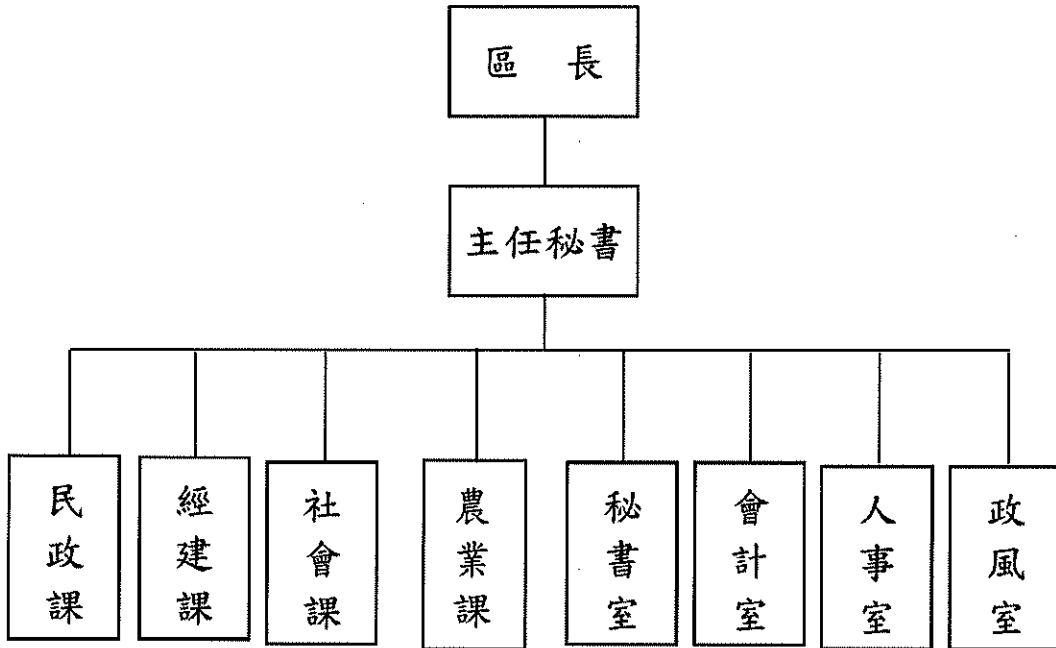 區 長
主任秘書
民政課
經建課
社會課
農業課
秘書室
會計室
人事室
政風室